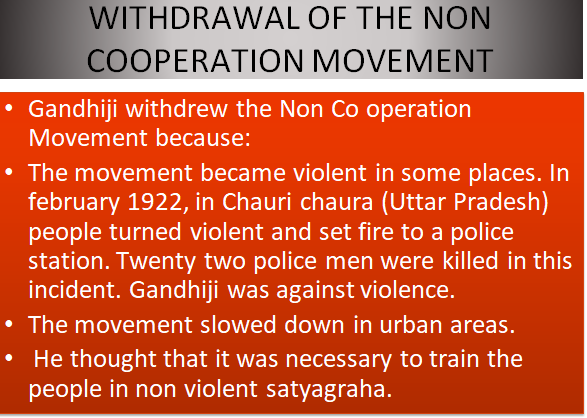 WITHDRAWAL OF THE NON
COOPERATION MOVEMENT
• Gandhiji withdrew the Non Co operation
Movement because:
• The movement became violent in some places. In
february 1922, in Chauri chaura (Uttar Pradesh)
people turned violent and set fire to a police
station. Twenty two police men were killed in this
incident. Gandhiji was against violence.
• The movement slowed down in urban areas.
• He thought that it was necessary to train the
people in non violent satyagraha.